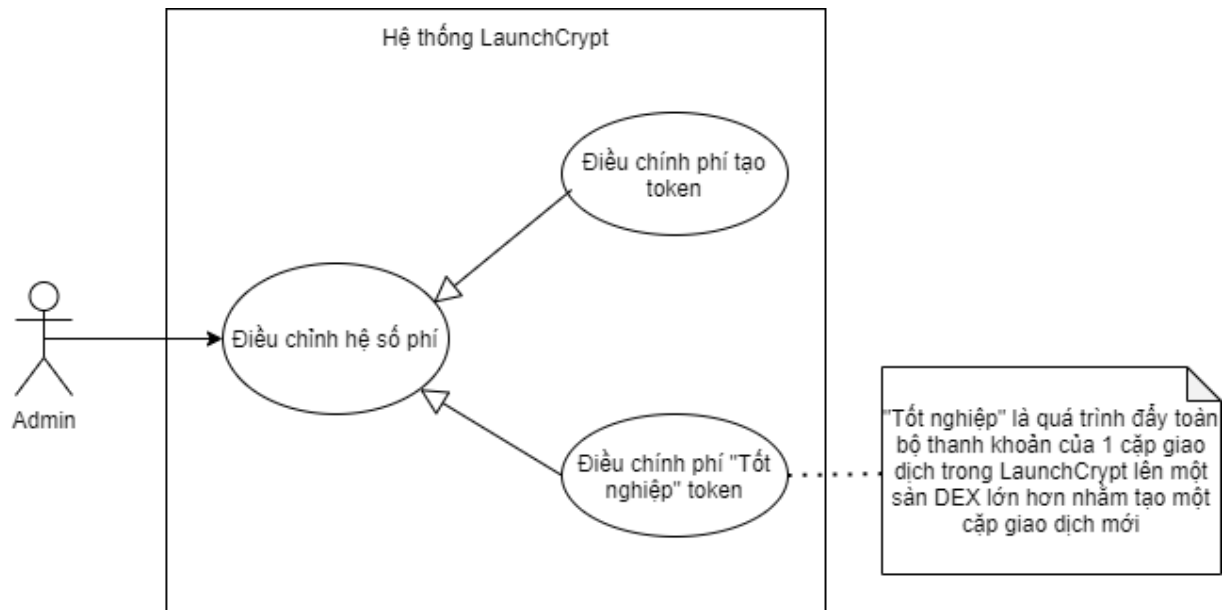 Hệ thống LaunchCrypt
Điều chính phí tạo
token
Điều chỉnh hệ số phí
Admin
Điều chính phí "Tốt
nghiệp" token
"Tốt nghiệp" là quá trình đẩy toàn
bộ thanh khoản của 1 cặp giao
dịch trong LaunchCrypt lên một
sàn DEX lớn hơn nhằm tạo một
cặp giao dịch mới